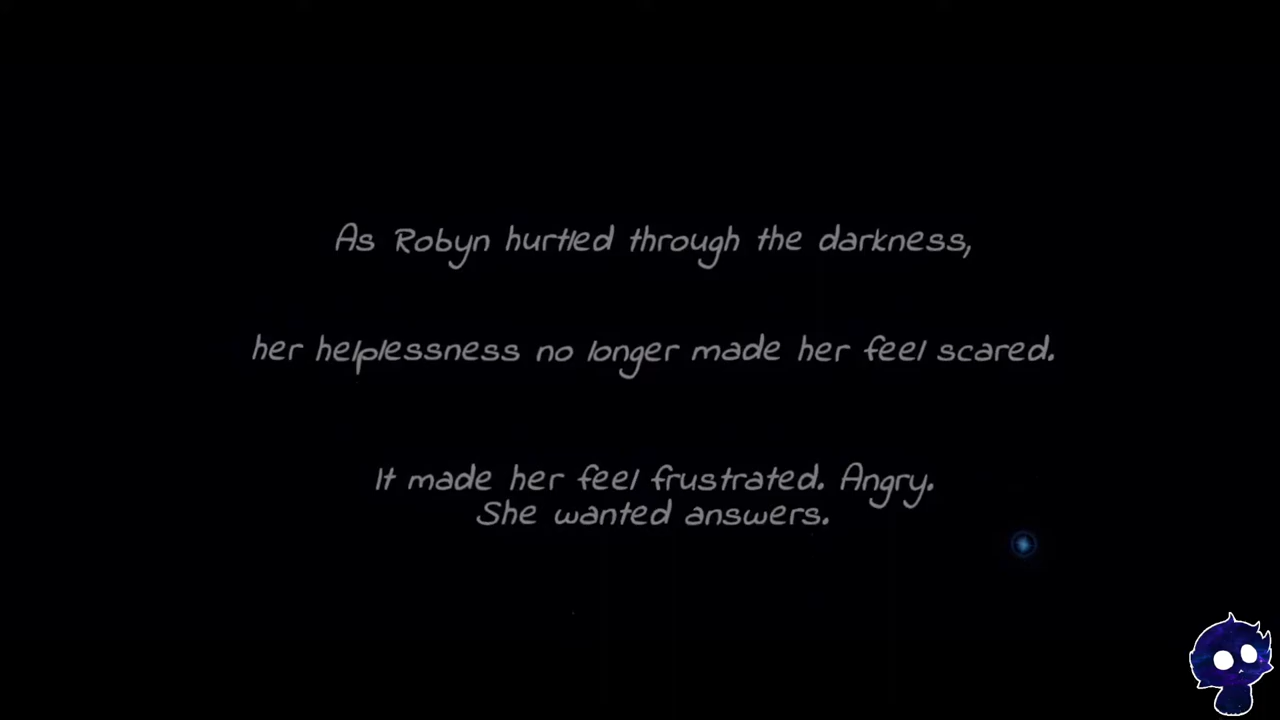 As Robyn hurtled through the darkness,
her helplessness no longer made her feel scared.
It made her feel frustrated. Angry.
She wanted answers.